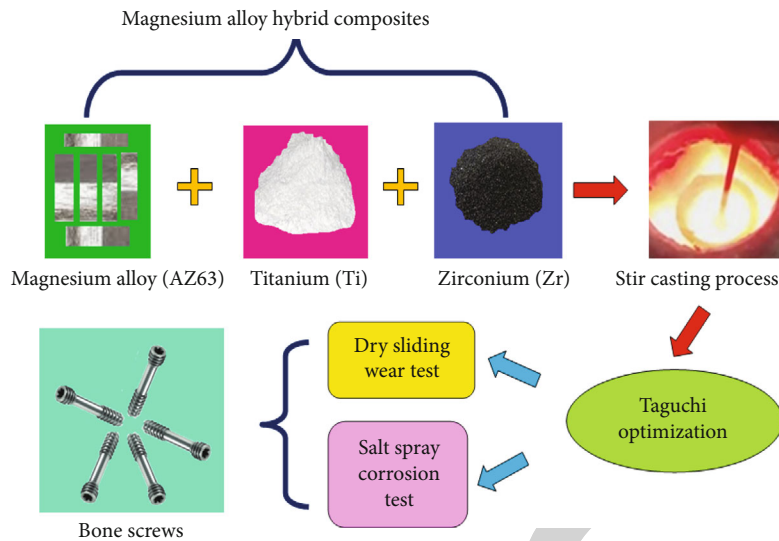 Magnesium alloy hybrid composites
Magnesium alloy (AZ63)
Titanium (Ti)
Zirconium (Zr)
Stir casting process
Dry sliding
wear test
Taguchi
optimization
Salt spray
corrosion
test
Bone screws